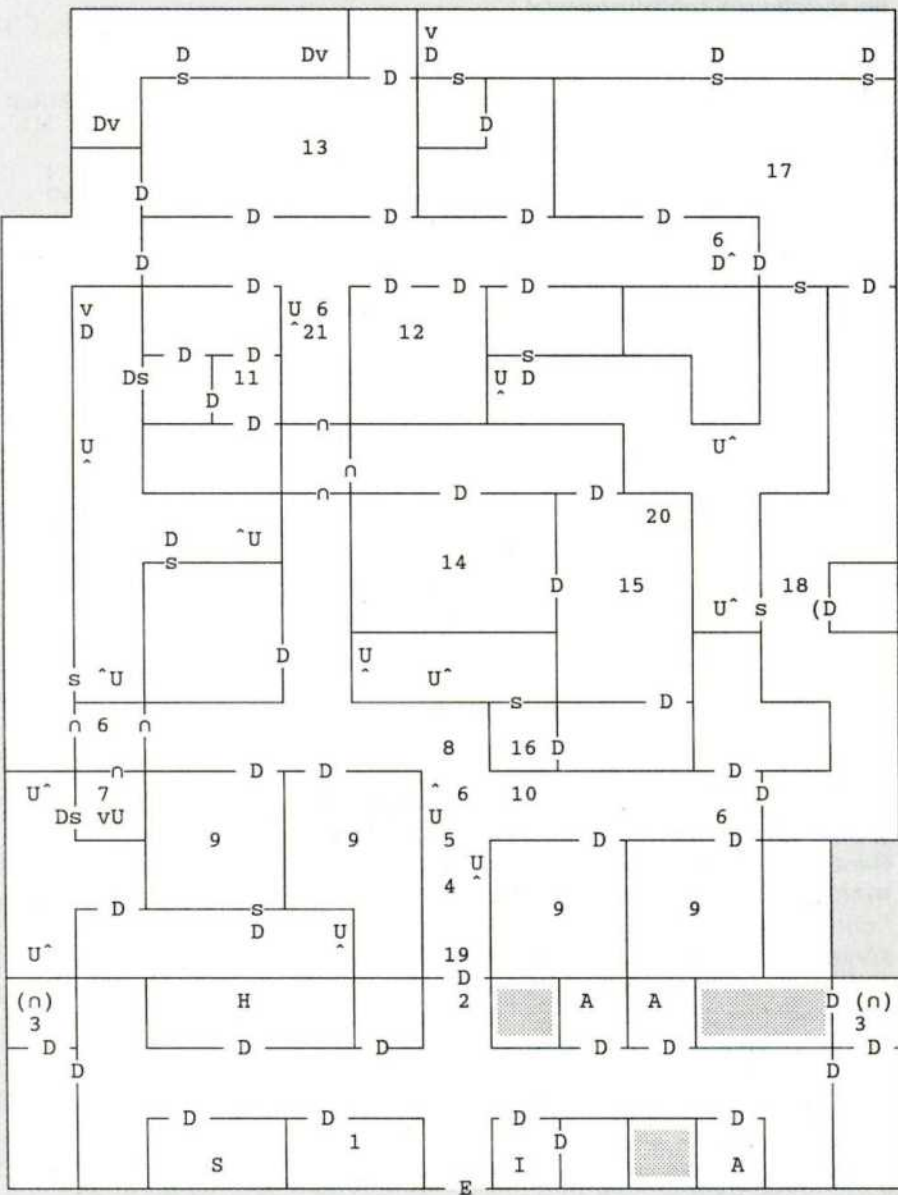 v
D Dv D D D
s D s s s
Dv D
13
17
D
D D D D
6
D D^ D
D D D D s D
v U 6
D ^ 21 12
D D s
Ds 11 U D
D ^
D ∩
U U^
^ ∩
∩ D D
20
D ^U
s 14
D 15 18
U^ s (D
D U
^ U^
s ^U
s D
∩ 6 ∩
8 16 D
∩ D D D
U^ 7 ^ 6 10 D
Ds vU U 6
9 9 5 D D
U
4 ^
9 9
D s
D U
U^ ^ 19
D
(∩) H 2 A A D (∩)
3 3
D D D D D D
D D
D D D D
1 D
S I A
E